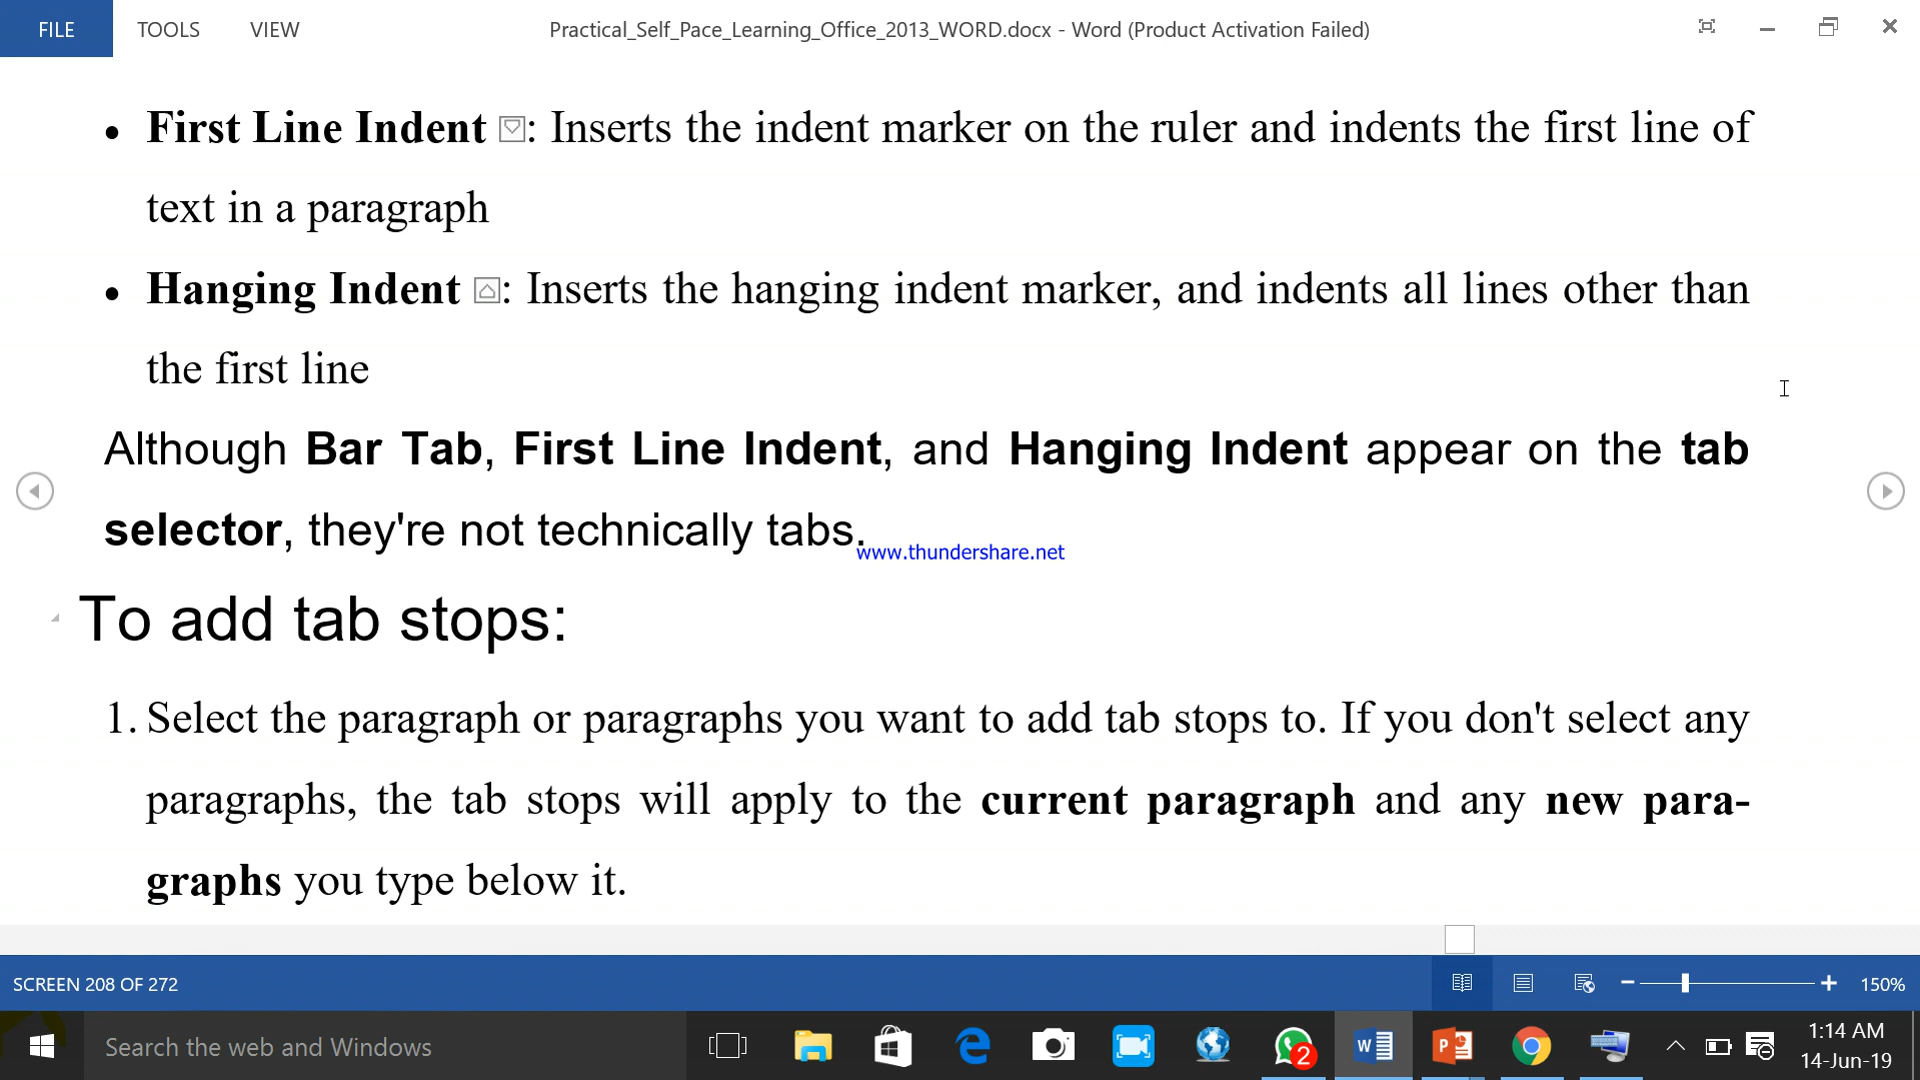 FILE TOOLS VIEW Practical_Self_Pace_Learning_Office_2013_WORD.docx - Word (Product Activation Failed)
• First Line Indent : Inserts the indent marker on the ruler and indents the first line of
text in a paragraph
• Hanging Indent : Inserts the hanging indent marker, and indents all lines other than
the first line
Although Bar Tab, First Line Indent, and Hanging Indent appear on the tab
selector, they're not technically tabs.
www.thundershare.net
To add tab stops:
1. Select the paragraph or paragraphs you want to add tab stops to. If you don't select any
paragraphs, the tab stops will apply to the current paragraph and any new para-
graphs you type below it.
SCREEN 208 OF 272 150%
Search the web and Windows 2 1:14 AM
14-Jun-19